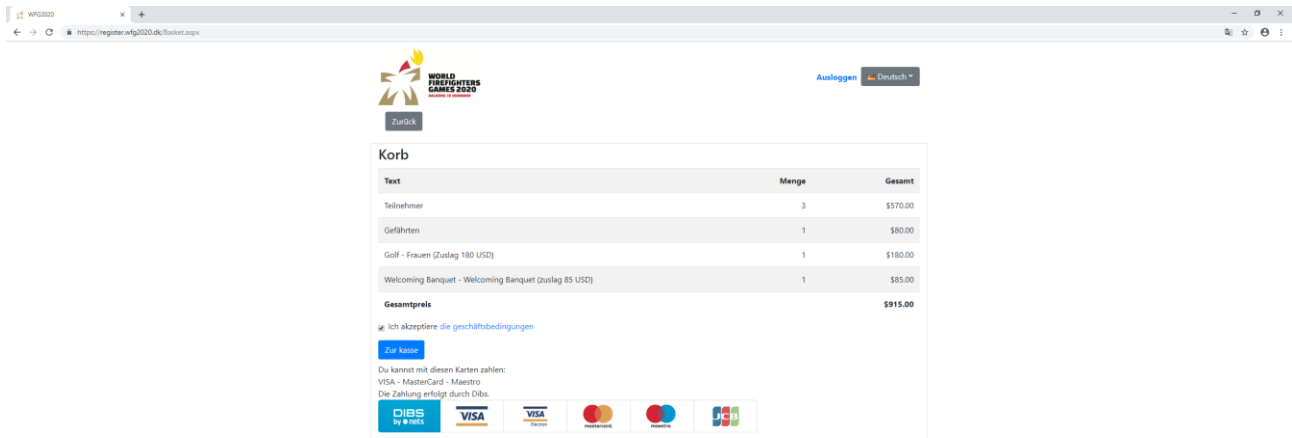 WFG2020
https://register.wfg2020.dk/Basket.aspx
WORLD
FIREFIGHTERS
GAMES 2020
AALBORG IN DENMARK
Ausloggen
Deutsch
Zurück
Korb
Text Menge Gesamt
Teilnehmer 3 $570.00
Gefährten 1 $80.00
Golf - Frauen (Zuslag 180 USD) 1 $180.00
Welcoming Banquet - Welcoming Banquet (zuslag 85 USD) 1 $85.00
Gesamtpreis $915.00
Ich akzeptiere die geschäftsbedingungen
Zur kasse
Du kannst mit diesen Karten zahlen:
VISA - MasterCard - Maestro
Die Zahlung erfolgt durch Dibs.
DIBS
by nets
VISA
VISA
Electron
mastercard.
maestro.
JCB